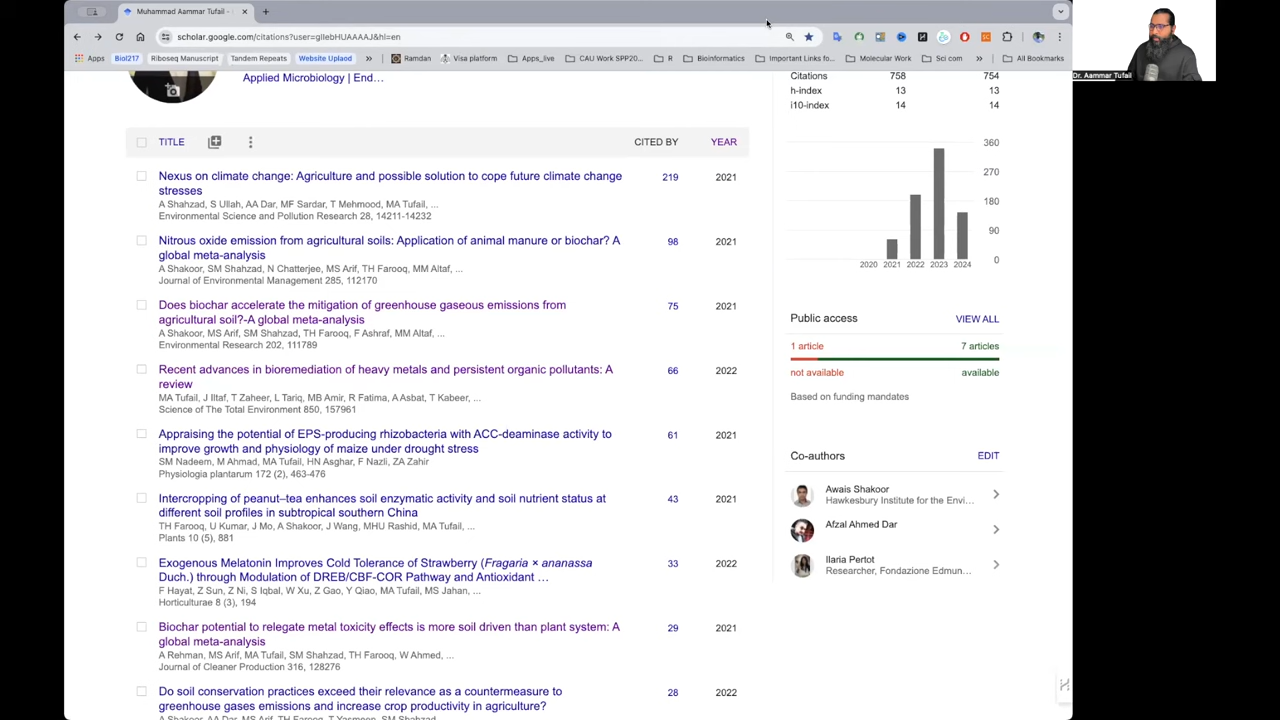 Muhammad Aammar Tufail -
scholar.google.com/citations?user=gIlebHUAAAAJ&hl=en
Apps Biol217 Riboseq Manuscript Tandem Repeats Website Uplaod Ramdan Visa platform Apps_live CAU Work SPP20... R Bioinformatics Important Links fo... Molecular Work Sci com All Bookmarks
Dr. Aammar Tufail
Applied Microbiology | End...
Citations 758 754
h-index 13 13
i10-index 14 14
TITLE CITED BY YEAR
Nexus on climate change: Agriculture and possible solution to cope future climate change
stresses
219 2021
A Shahzad, S Ullah, AA Dar, MF Sardar, T Mehmood, MA Tufail, ...
Environmental Science and Pollution Research 28, 14211-14232
Nitrous oxide emission from agricultural soils: Application of animal manure or biochar? A
global meta-analysis
98 2021
A Shakoor, SM Shahzad, N Chatterjee, MS Arif, TH Farooq, MM Altaf, ...
Journal of Environmental Management 285, 112170
Does biochar accelerate the mitigation of greenhouse gaseous emissions from
agricultural soil?-A global meta-analysis
75 2021
A Shakoor, MS Arif, SM Shahzad, TH Farooq, F Ashraf, MM Altaf, ...
Environmental Research 202, 111789
Recent advances in bioremediation of heavy metals and persistent organic pollutants: A
review
66 2022
MA Tufail, J Iltaf, T Zaheer, L Tariq, MB Amir, R Fatima, A Asbat, T Kabeer, ...
Science of The Total Environment 850, 157961
Appraising the potential of EPS-producing rhizobacteria with ACC-deaminase activity to
improve growth and physiology of maize under drought stress
61 2021
SM Nadeem, M Ahmad, MA Tufail, HN Asghar, F Nazli, ZA Zahir
Physiologia plantarum 172 (2), 463-476
Intercropping of peanut–tea enhances soil enzymatic activity and soil nutrient status at
different soil profiles in subtropical southern China
43 2021
TH Farooq, U Kumar, J Mo, A Shakoor, J Wang, MHU Rashid, MA Tufail, ...
Plants 10 (5), 881
Exogenous Melatonin Improves Cold Tolerance of Strawberry (Fragaria × ananassa
Duch.) through Modulation of DREB/CBF-COR Pathway and Antioxidant ...
33 2022
F Hayat, Z Sun, Z Ni, S Iqbal, W Xu, Z Gao, Y Qiao, MA Tufail, MS Jahan, ...
Horticulturae 8 (3), 194
Biochar potential to relegate metal toxicity effects is more soil driven than plant system: A
global meta-analysis
29 2021
A Rehman, MS Arif, MA Tufail, SM Shahzad, TH Farooq, W Ahmed, ...
Journal of Cleaner Production 316, 128276
Do soil conservation practices exceed their relevance as a countermeasure to
greenhouse gases emissions and increase crop productivity in agriculture?
28 2022
A Shakoor, AA Dar, MS Arif, TH Farooq, T Yasmeen, SM Shahzad,
360
270
180
90
0
2020 2021 2022 2023 2024
Public access VIEW ALL
1 article 7 articles
not available available
Based on funding mandates
Co-authors EDIT
Awais Shakoor
Hawkesbury Institute for the Envi...
Afzal Ahmed Dar
Ilaria Pertot
Researcher, Fondazione Edmun...